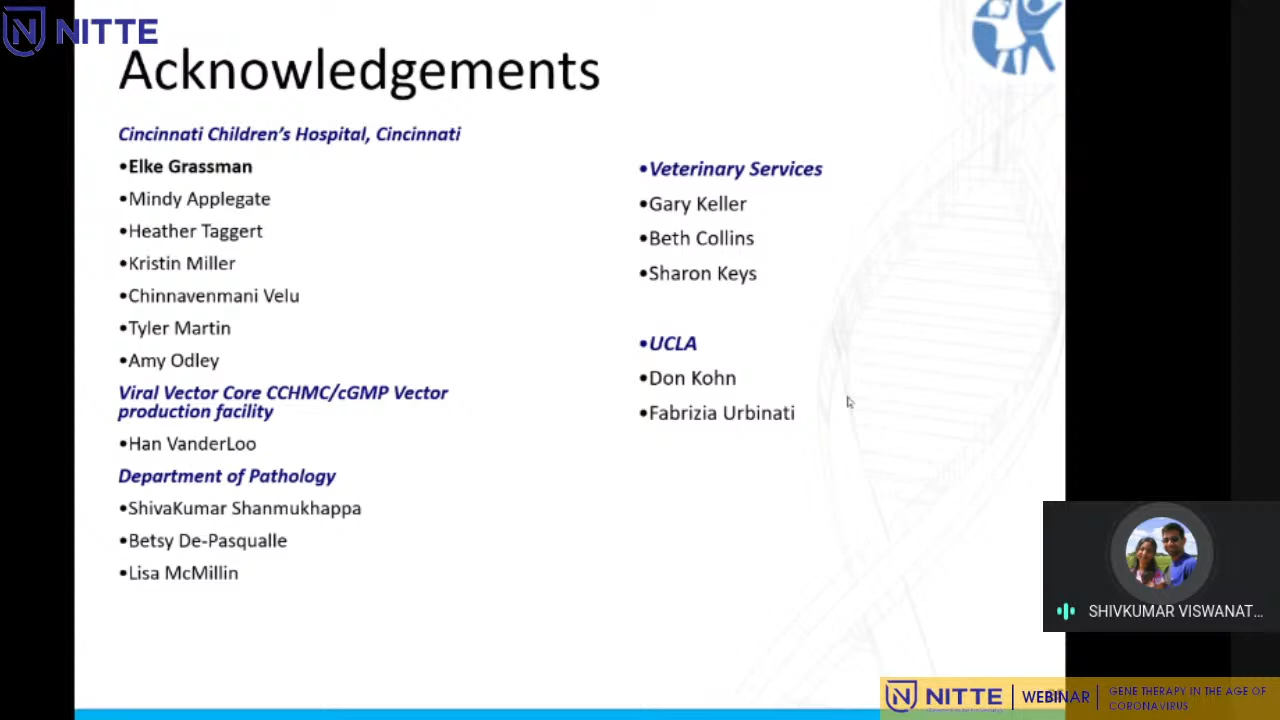 NITTE
Acknowledgements
Cincinnati Children's Hospital, Cincinnati
•Elke Grassman
•Mindy Applegate
•Heather Taggert
•Kristin Miller
•Chinnavenmani Velu
•Tyler Martin
•Amy Odley
Viral Vector Core CCHMC/cGMP Vector
production facility
•Han VanderLoo
Department of Pathology
•ShivaKumar Shanmukhappa
•Betsy De-Pasqualle
•Lisa McMillin
•Veterinary Services
•Gary Keller
•Beth Collins
•Sharon Keys
•UCLA
•Don Kohn
•Fabrizia Urbinati
SHIVKUMAR VISWANAT...
NITTE
WEBINAR
GENE THERAPY IN THE AGE OF
CORONAVIRUS